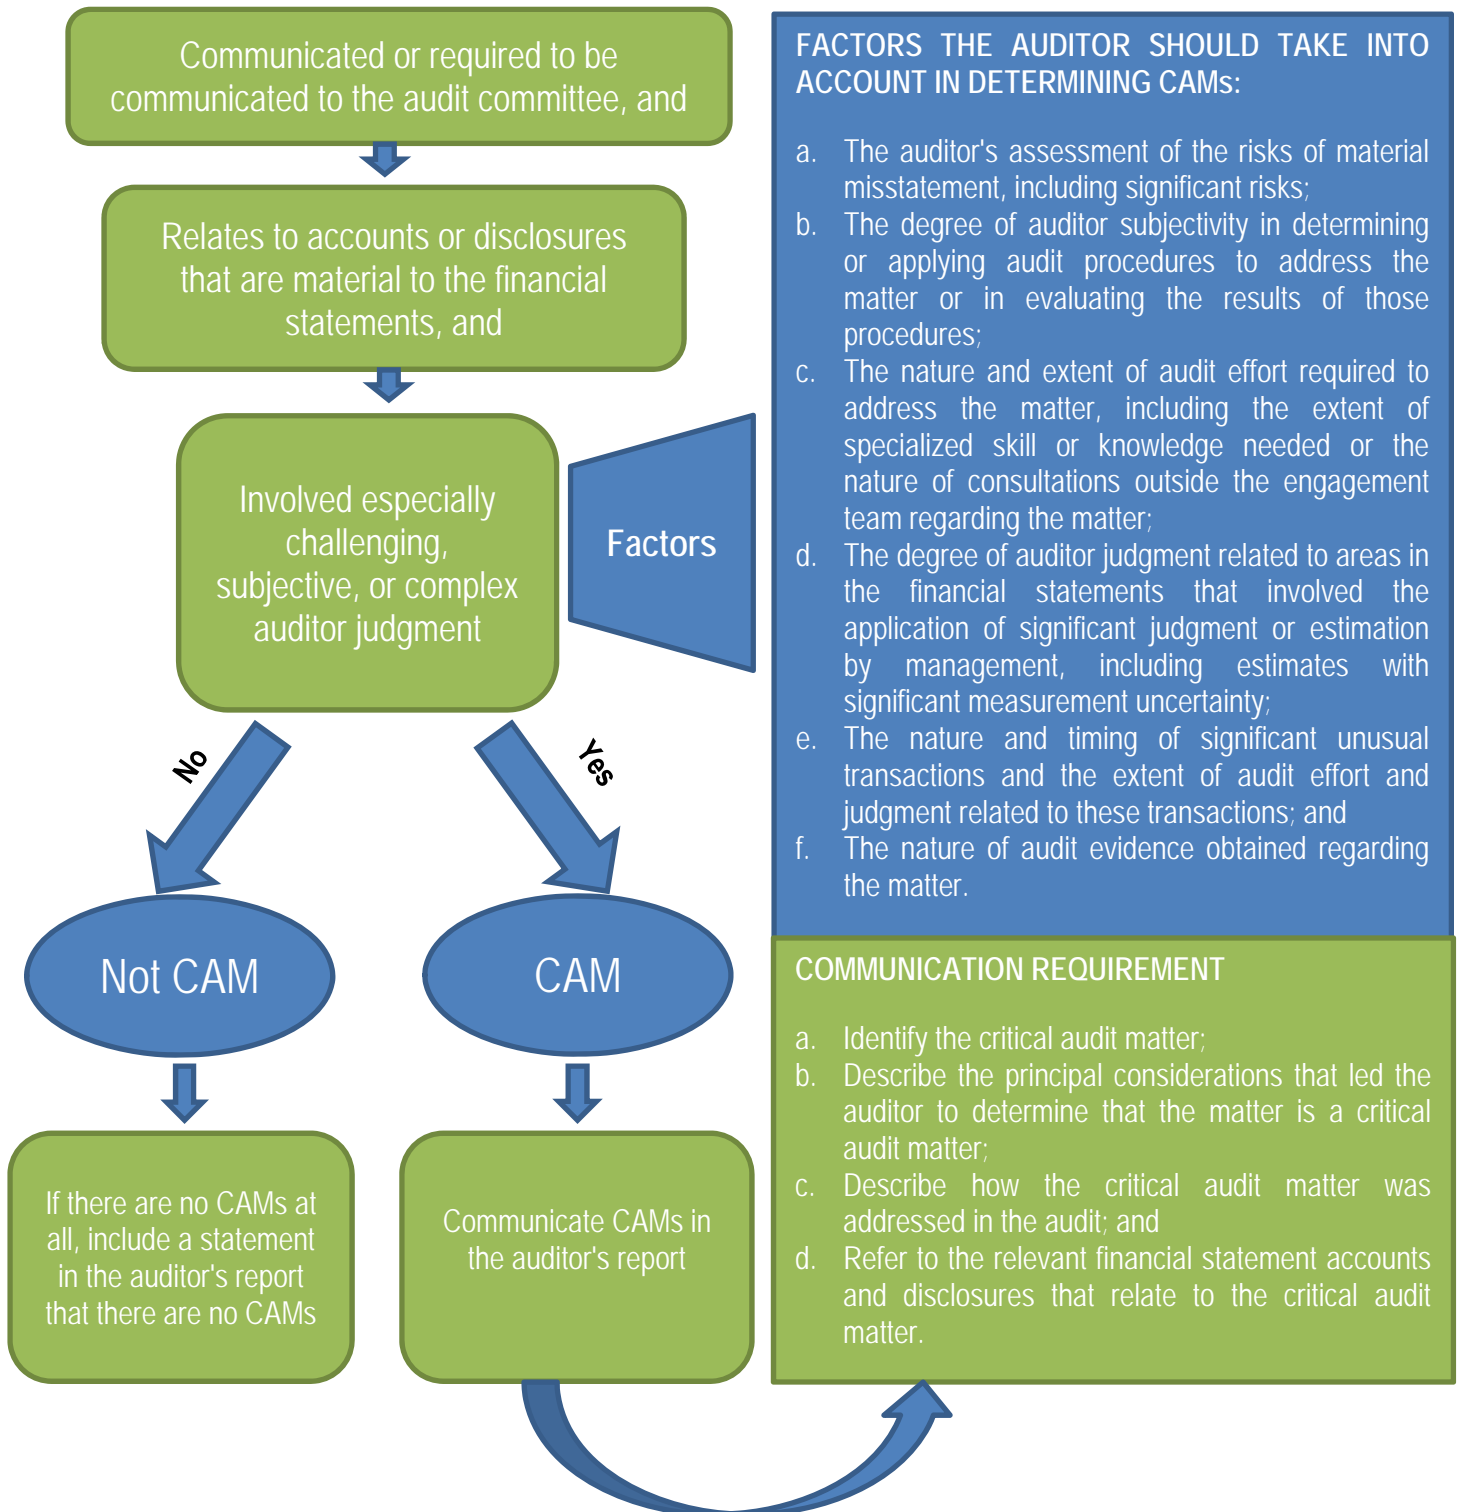 Communicated or required to be
communicated to the audit committee, and
Relates to accounts or disclosures
that are material to the financial
statements, and
Involved especially
challenging,
subjective, or complex
auditor judgment
Factors
No
Yes
Not CAM
CAM
If there are no CAMs at
all, include a statement
in the auditor's report
that there are no CAMs
Communicate CAMs in
the auditor's report
FACTORS THE AUDITOR SHOULD TAKE INTO
ACCOUNT IN DETERMINING CAMs:
a. The auditor's assessment of the risks of material
misstatement, including significant risks;
b. The degree of auditor subjectivity in determining
or applying audit procedures to address the
matter or in evaluating the results of those
procedures;
c. The nature and extent of audit effort required to
address the matter, including the extent of
specialized skill or knowledge needed or the
nature of consultations outside the engagement
team regarding the matter;
d. The degree of auditor judgment related to areas in
the financial statements that involved the
application of significant judgment or estimation
by management, including estimates with
significant measurement uncertainty;
e. The nature and timing of significant unusual
transactions and the extent of audit effort and
judgment related to these transactions; and
f. The nature of audit evidence obtained regarding
the matter.
COMMUNICATION REQUIREMENT
a. Identify the critical audit matter;
b. Describe the principal considerations that led the
auditor to determine that the matter is a critical
audit matter;
c. Describe how the critical audit matter was
addressed in the audit; and
d. Refer to the relevant financial statement accounts
and disclosures that relate to the critical audit
matter.